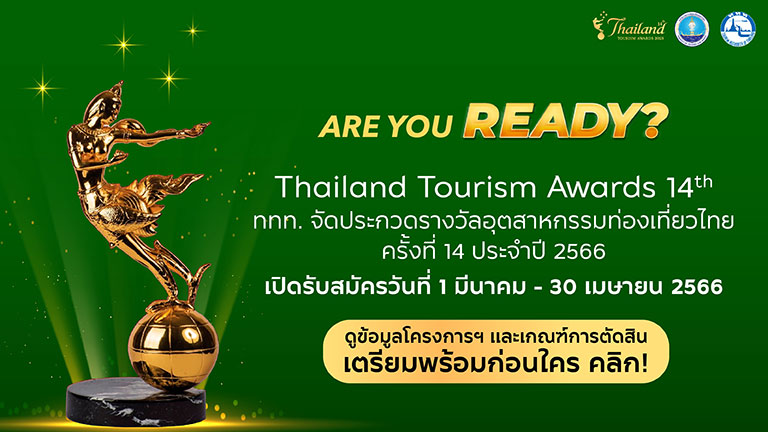 Thailand 14th
TOURISM AWARDS 2023
ARE YOU READY?
Thailand Tourism Awards 14th
ททท. จัดประกวดรางวัลอุตสาหกรรมท่องเที่ยวไทย
ครั้งที่ 14 ประจำปี 2566
เปิดรับสมัครวันที่ 1 มีนาคม - 30 เมษายน 2566
ดูข้อมูลโครงการฯ และเกณฑ์การตัดสิน
เตรียมพร้อมก่อนใคร คลิก!